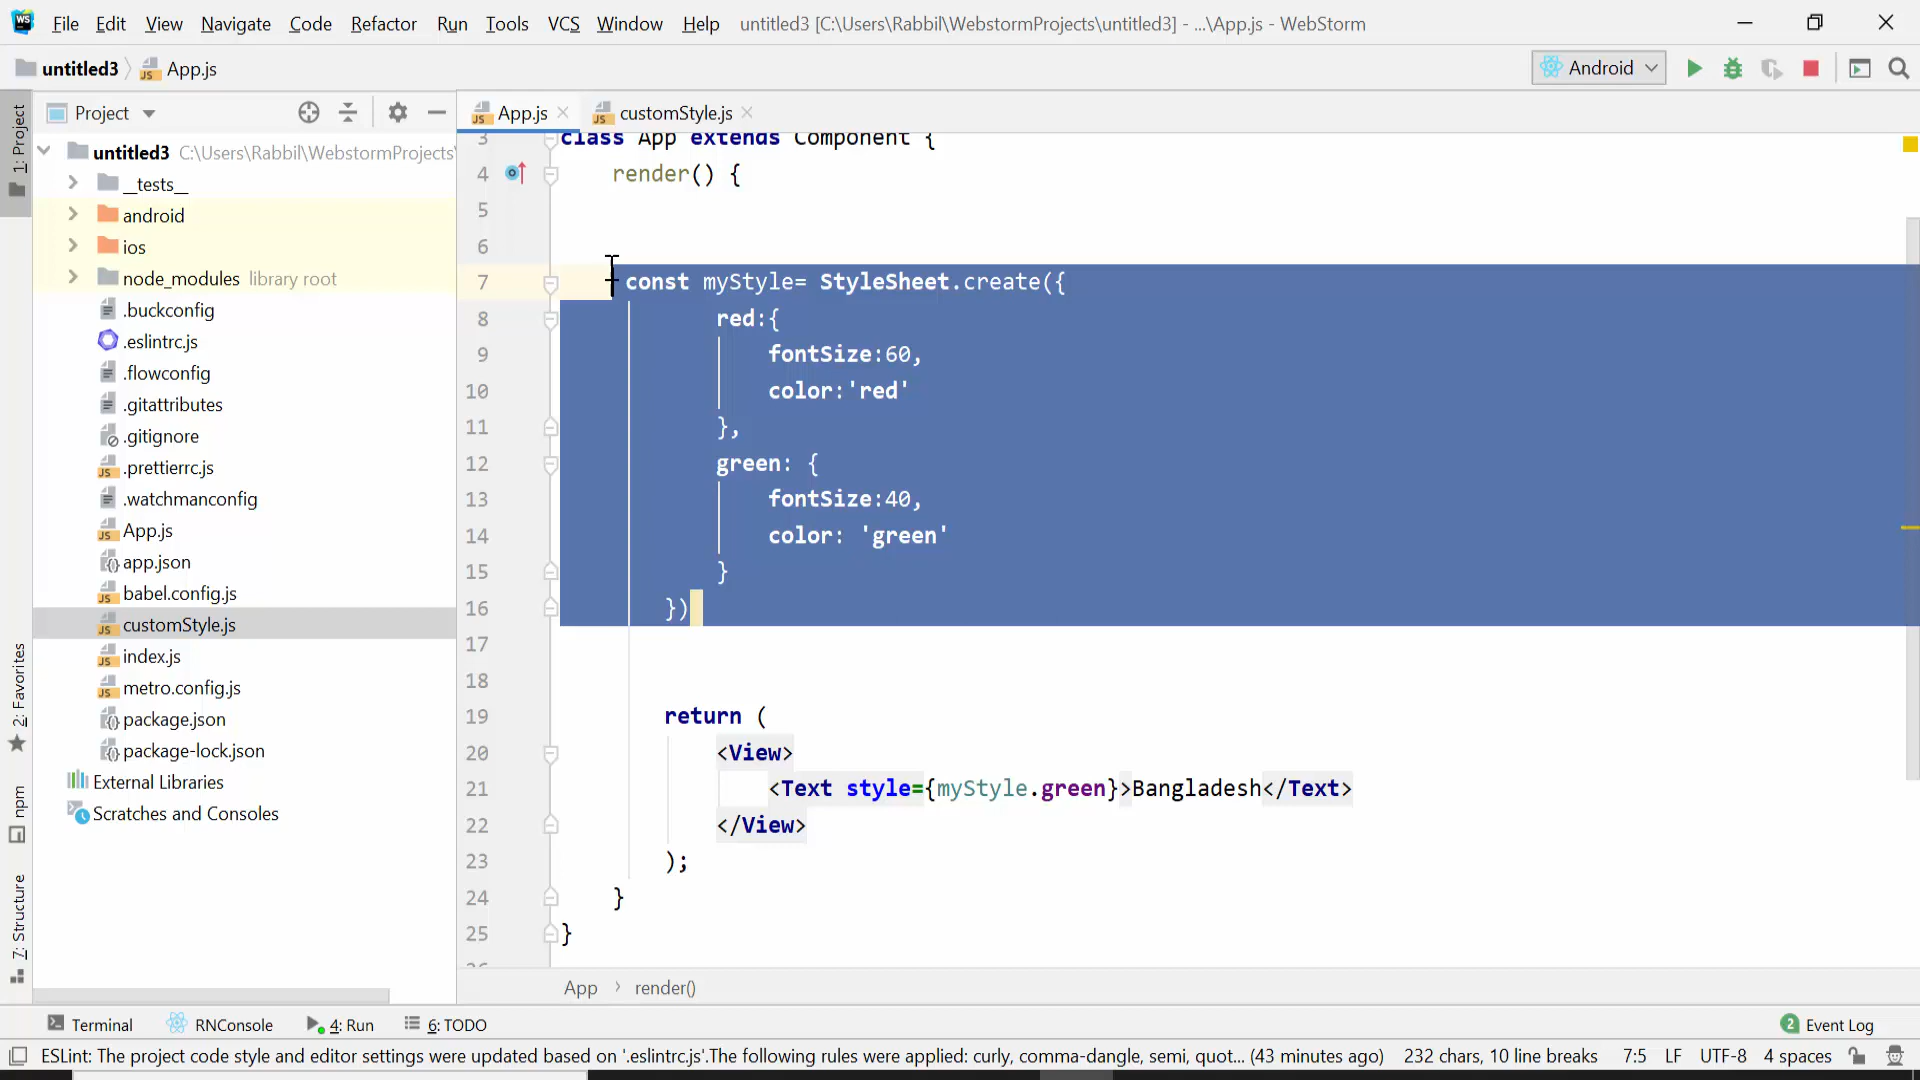 WS File Edit View Navigate Code Refactor Run Tools VCS Window Help untitled3 [C:\Users\Rabbil\WebstormProjects\untitled3] - ...\App.js - WebStorm
untitled3 App.js Android
1: Project
Project
App.js customStyle.js
untitled3 C:\Users\Rabbil\WebstormProjects
__tests__
android
ios
node_modules library root
.buckconfig
.eslintrc.js
.flowconfig
.gitattributes
.gitignore
.prettierrc.js
.watchmanconfig
App.js
app.json
babel.config.js
customStyle.js
index.js
metro.config.js
package.json
package-lock.json
External Libraries
Scratches and Consoles
2: Favorites
npm
7: Structure
3 class App extends Component {
4 render() {
5
6
7 const myStyle= StyleSheet.create({
8 red:{
9 fontSize:60,
10 color:'red'
11 },
12 green: {
13 fontSize:40,
14 color: 'green'
15 }
16 })
17
18
19 return (
20 <View>
21 <Text style={myStyle.green}>Bangladesh</Text>
22 </View>
23 );
24 }
25 }
App › render()
Terminal RNConsole 4: Run 6: TODO 2 Event Log
ESLint: The project code style and editor settings were updated based on '.eslintrc.js'.The following rules were applied: curly, comma-dangle, semi, quot... (43 minutes ago) 232 chars, 10 line breaks 7:5 LF UTF-8 4 spaces